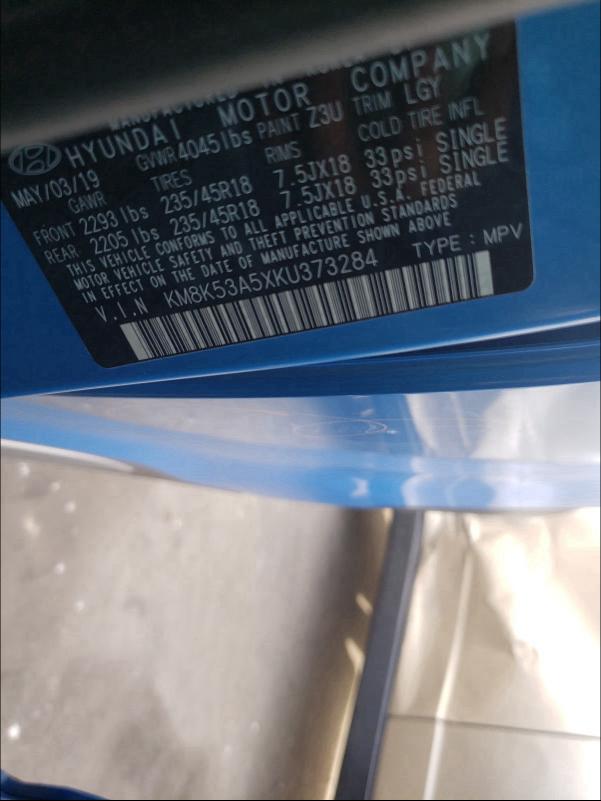 MANUFACTURED IN KOREA
HYUNDAI MOTOR COMPANY
MAY/03/19 GVWR 4045 lbs PAINT Z3U TRIM LGY
GAWR TIRES RIMS COLD TIRE INFL
FRONT 2293 lbs 235/45R18 7.5JX18 33psi SINGLE
REAR 2205 lbs 235/45R18 7.5JX18 33psi SINGLE
THIS VEHICLE CONFORMS TO ALL APPLICABLE U.S.A. FEDERAL
MOTOR VEHICLE SAFETY AND THEFT PREVENTION STANDARDS
IN EFFECT ON THE DATE OF MANUFACTURE SHOWN ABOVE
V.I.N KM8K53A5XKU373284 TYPE : MPV